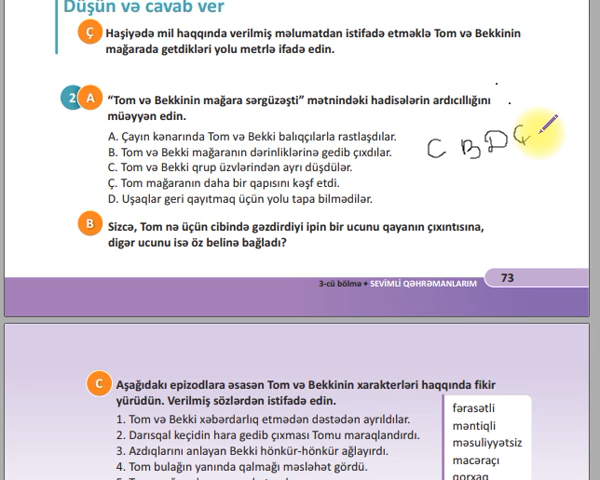 Düşün və cavab ver
Ç Haşiyədə mil haqqında verilmiş məlumatdan istifadə etməklə Tom və Bekkinin
mağarada getdikləri yolu metrlə ifadə edin.
2 A "Tom və Bekkinin mağara sərgüzəşti" mətnindəki hadisələrin ardıcıllığını
müəyyən edin.
A. Çayın kənarında Tom və Bekki balıqçılarla rastlaşdılar.
B. Tom və Bekki mağaranın dərinliklərinə gedib çıxdılar.
C. Tom və Bekki qrup üzvlərindən ayrı düşdülər.
Ç. Tom mağaranın daha bir qapısını kəşf etdi.
D. Uşaqlar geri qayıtmaq üçün yolu tapa bilmədilər.
C B D Ç
B Sizcə, Tom nə üçün cibində gəzdirdiyi ipin bir ucunu qayanın çıxıntısına,
digər ucunu isə öz belinə bağladı?
3-cü bölmə • SEVİMLİ QƏHRƏMANLARIM 73
C Aşağıdakı epizodlara əsasən Tom və Bekkinin xarakterləri haqqında fikir
yürüdün. Verilmiş sözlərdən istifadə edin.
1. Tom və Bekki xəbərdarlıq etmədən dəstədən ayrıldılar.
2. Darısqal keçidin hara gedib çıxması Tomu maraqlandırdı.
3. Azdıqlarını anlayan Bekki hönkür-hönkür ağlayırdı.
4. Tom bulağın yanında qalmağı məsləhət gördü.
fərasətli
məntiqli
məsuliyyətsiz
macəraçı
qorxaq